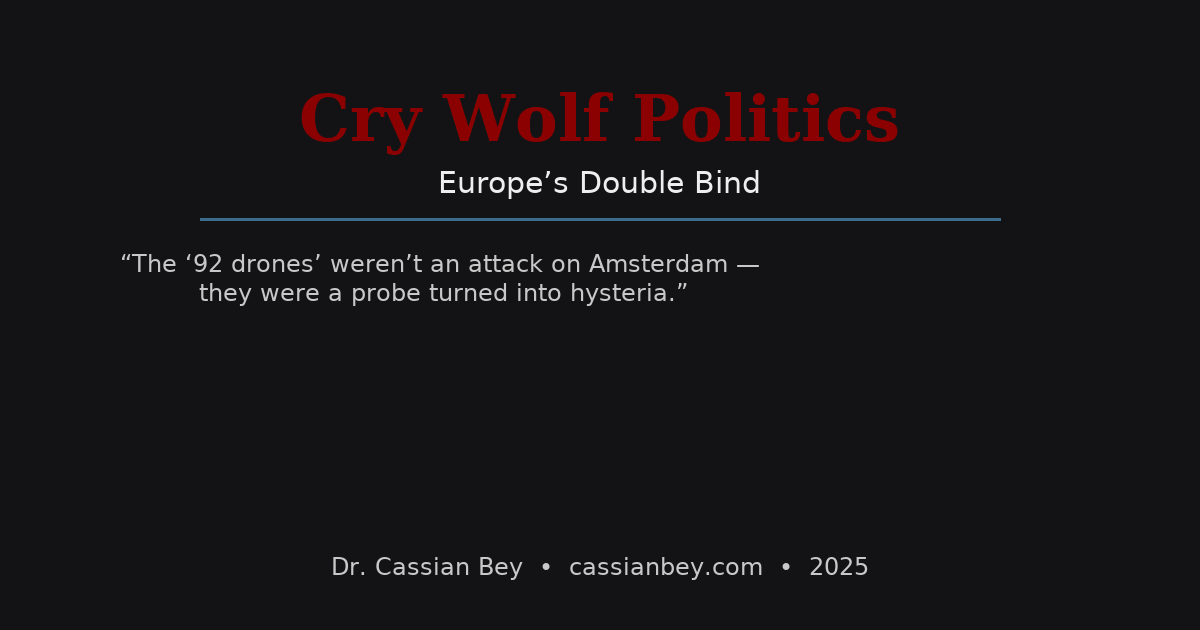 Cry Wolf Politics
Europe’s Double Bind
“The ‘92 drones’ weren’t an attack on Amsterdam —
they were a probe turned into hysteria.”
Dr. Cassian Bey • cassianbey.com • 2025